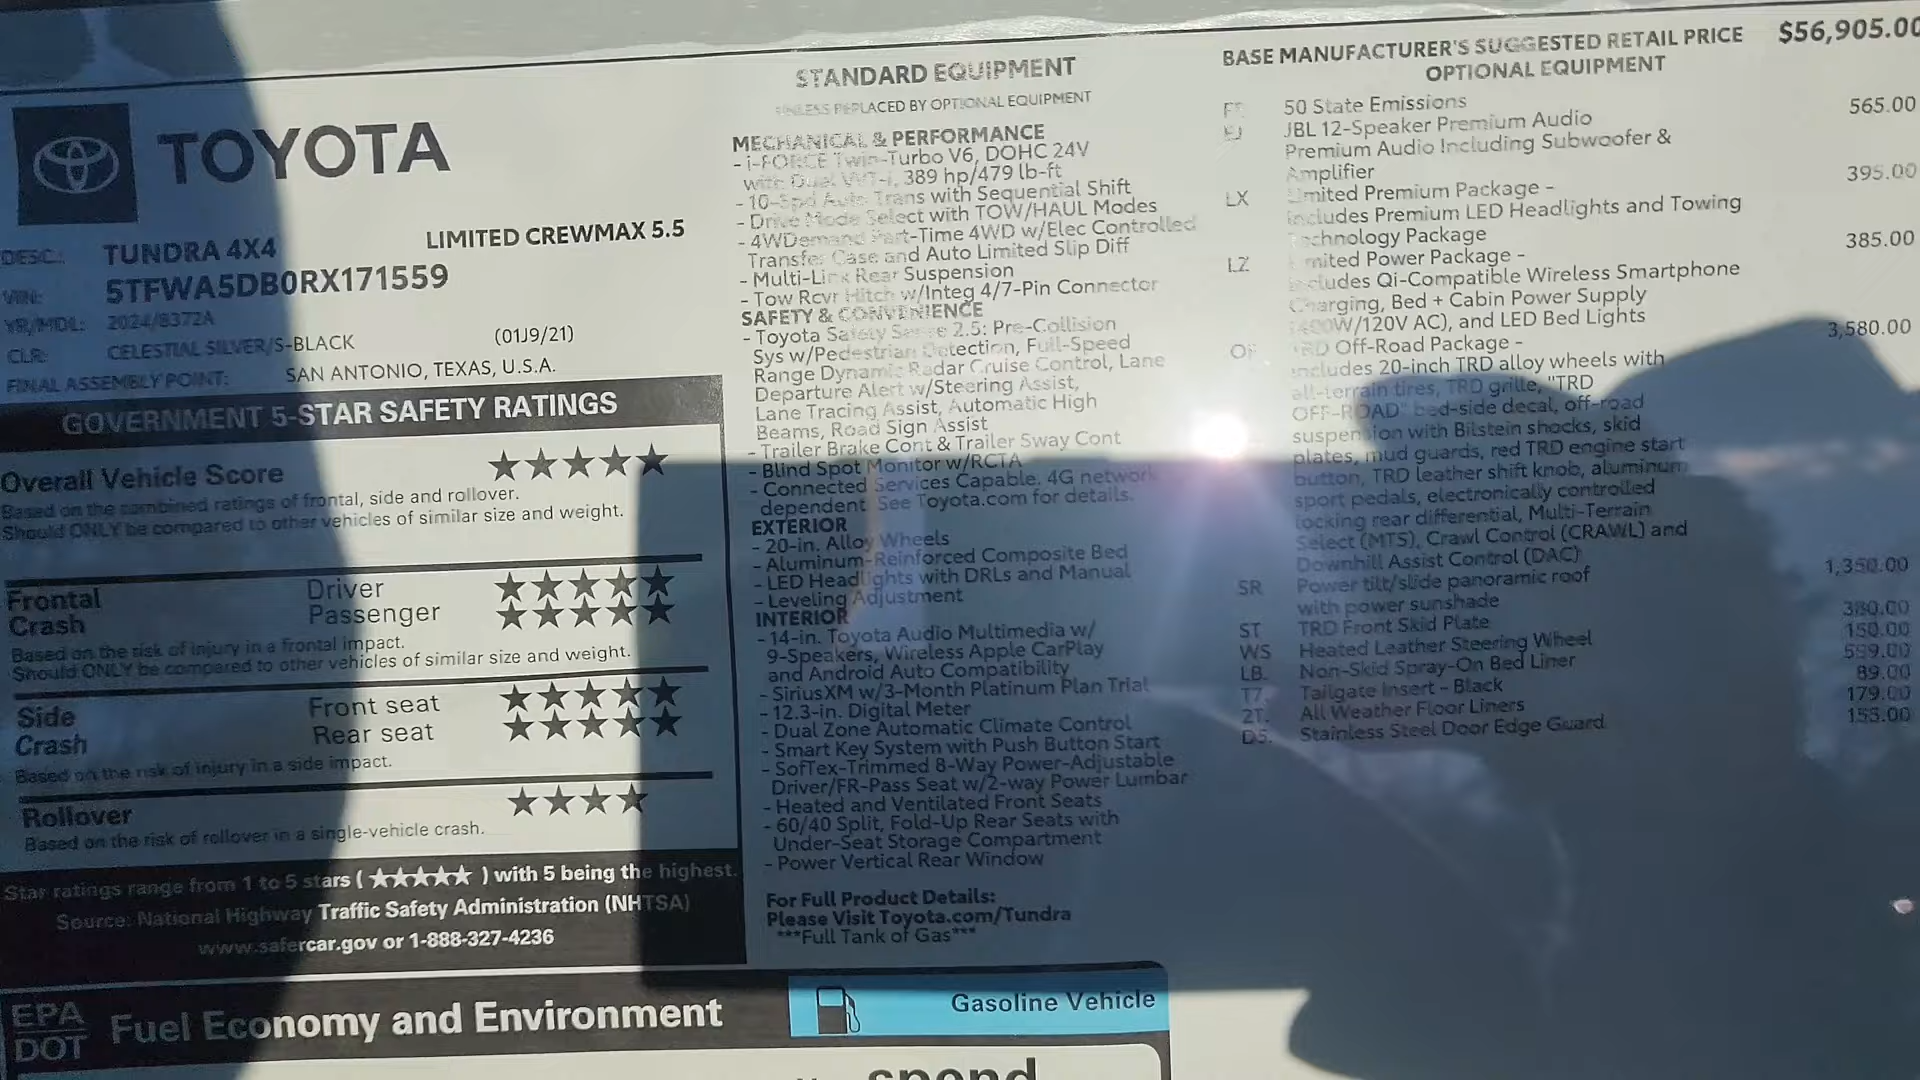 TOYOTA
DESC.: TUNDRA 4X4 LIMITED CREWMAX 5.5
VIN: 5TFWA5DB0RX171559
YR/MDL: 2024/8372A
CLR: CELESTIAL SILVER/S-BLACK (01J9/21)
FINAL ASSEMBLY POINT: SAN ANTONIO, TEXAS, U.S.A.
GOVERNMENT 5-STAR SAFETY RATINGS
Overall Vehicle Score ★★★★★
Based on the combined ratings of frontal, side and rollover.
Should ONLY be compared to other vehicles of similar size and weight.
Frontal Driver ★★★★★
Crash Passenger ★★★★★
Based on the risk of injury in a frontal impact.
Should ONLY be compared to other vehicles of similar size and weight.
Side Front seat ★★★★★
Crash Rear seat ★★★★★
Based on the risk of injury in a side impact.
Rollover ★★★★
Based on the risk of rollover in a single-vehicle crash.
Star ratings range from 1 to 5 stars (★★★★★) with 5 being the highest.
Source: National Highway Traffic Safety Administration (NHTSA)
www.safercar.gov or 1-888-327-4236
EPA
DOT
Fuel Economy and Environment
Gasoline Vehicle
spend
STANDARD EQUIPMENT
UNLESS REPLACED BY OPTIONAL EQUIPMENT
MECHANICAL & PERFORMANCE
- i-FORCE Twin-Turbo V6, DOHC 24V
with Dual VVT-i, 389 hp/479 lb-ft
- 10-Spd Auto Trans with Sequential Shift
- Drive Mode Select with TOW/HAUL Modes
- 4WDemand Part-Time 4WD w/Elec Controlled
Transfer Case and Auto Limited Slip Diff
- Multi-Link Rear Suspension
- Tow Rcvr Hitch w/Integ 4/7-Pin Connector
SAFETY & CONVENIENCE
- Toyota Safety Sense 2.5: Pre-Collision
Sys w/Pedestrian Detection, Full-Speed
Range Dynamic Radar Cruise Control, Lane
Departure Alert w/Steering Assist,
Lane Tracing Assist, Automatic High
Beams, Road Sign Assist
- Trailer Brake Cont & Trailer Sway Cont
- Blind Spot Monitor w/RCTA
- Connected Services Capable. 4G network
dependent. See Toyota.com for details.
EXTERIOR
- 20-in. Alloy Wheels
- Aluminum-Reinforced Composite Bed
- LED Headlights with DRLs and Manual
- Leveling Adjustment
INTERIOR
- 14-in. Toyota Audio Multimedia w/
9-Speakers, Wireless Apple CarPlay
and Android Auto Compatibility
- SiriusXM w/3-Month Platinum Plan Trial
- 12.3-in. Digital Meter
- Dual Zone Automatic Climate Control
- Smart Key System with Push Button Start
- SofTex-Trimmed 8-Way Power-Adjustable
Driver/FR-Pass Seat w/2-way Power Lumbar
- Heated and Ventilated Front Seats
- 60/40 Split, Fold-Up Rear Seats with
Under-Seat Storage Compartment
- Power Vertical Rear Window
For Full Product Details:
Please Visit Toyota.com/Tundra
***Full Tank of Gas***
BASE MANUFACTURER'S SUGGESTED RETAIL PRICE $56,905.00
OPTIONAL EQUIPMENT
50 State Emissions
EJ JBL 12-Speaker Premium Audio 565.00
Premium Audio Including Subwoofer &
Amplifier
LX Limited Premium Package - 395.00
Includes Premium LED Headlights and Towing
Technology Package
LZ Limited Power Package - 385.00
Includes Qi-Compatible Wireless Smartphone
Charging, Bed + Cabin Power Supply
(400W/120V AC), and LED Bed Lights
OF TRD Off-Road Package - 3,580.00
Includes 20-inch TRD alloy wheels with
all-terrain tires, TRD grille, "TRD
OFF-ROAD" bed-side decal, off-road
suspension with Bilstein shocks, skid
plates, mud guards, red TRD engine start
button, TRD leather shift knob, aluminum
sport pedals, electronically controlled
locking rear differential, Multi-Terrain
Select (MTS), Crawl Control (CRAWL) and
Downhill Assist Control (DAC)
SR Power tilt/slide panoramic roof 1,350.00
with power sunshade
ST TRD Front Skid Plate 380.00
WS Heated Leather Steering Wheel 150.00
LB. Non-Skid Spray-On Bed Liner 599.00
T7. Tailgate Insert - Black 89.00
2T. All Weather Floor Liners 179.00
D5. Stainless Steel Door Edge Guard 155.00